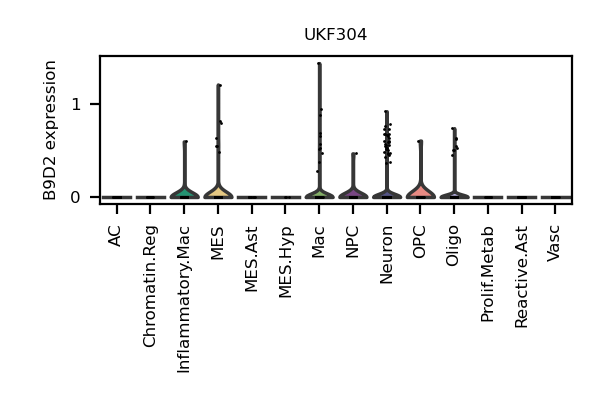 UKF304
B9D2 expression
1
0
AC
Chromatin.Reg
Inflammatory.Mac
MES
MES.Ast
MES.Hyp
Mac
NPC
Neuron
OPC
Oligo
Prolif.Metab
Reactive.Ast
Vasc